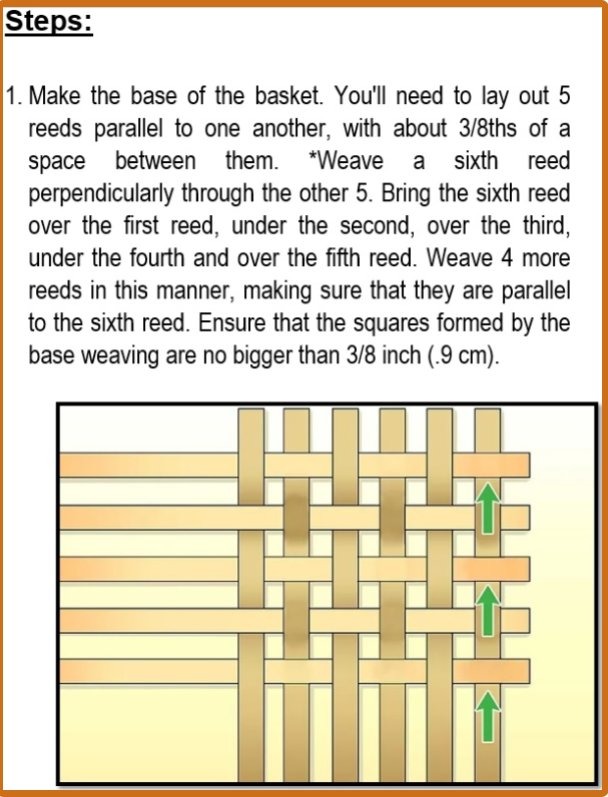 Steps:
1. Make the base of the basket. You'll need to lay out 5
reeds parallel to one another, with about 3/8ths of a
space between them. *Weave a sixth reed
perpendicularly through the other 5. Bring the sixth reed
over the first reed, under the second, over the third,
under the fourth and over the fifth reed. Weave 4 more
reeds in this manner, making sure that they are parallel
to the sixth reed. Ensure that the squares formed by the
base weaving are no bigger than 3/8 inch (.9 cm).